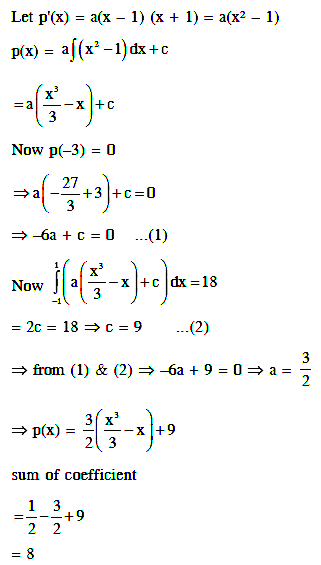 Let p'(x) = a(x – 1) (x + 1) = a(x² – 1)
p(x) = a∫(x² – 1)dx + c
= a(x³/3 – x) + c
Now p(–3) = 0
⇒ a(–27/3 + 3) + c = 0
⇒ –6a + c = 0 ...(1)
Now ∫₋₁¹(a(x³/3 – x) + c)dx = 18
= 2c = 18 ⇒ c = 9 ...(2)
⇒ from (1) & (2) ⇒ –6a + 9 = 0 ⇒ a = 3/2
⇒ p(x) = 3/2(x³/3 – x) + 9
sum of coefficient
= 1/2 – 3/2 + 9
= 8